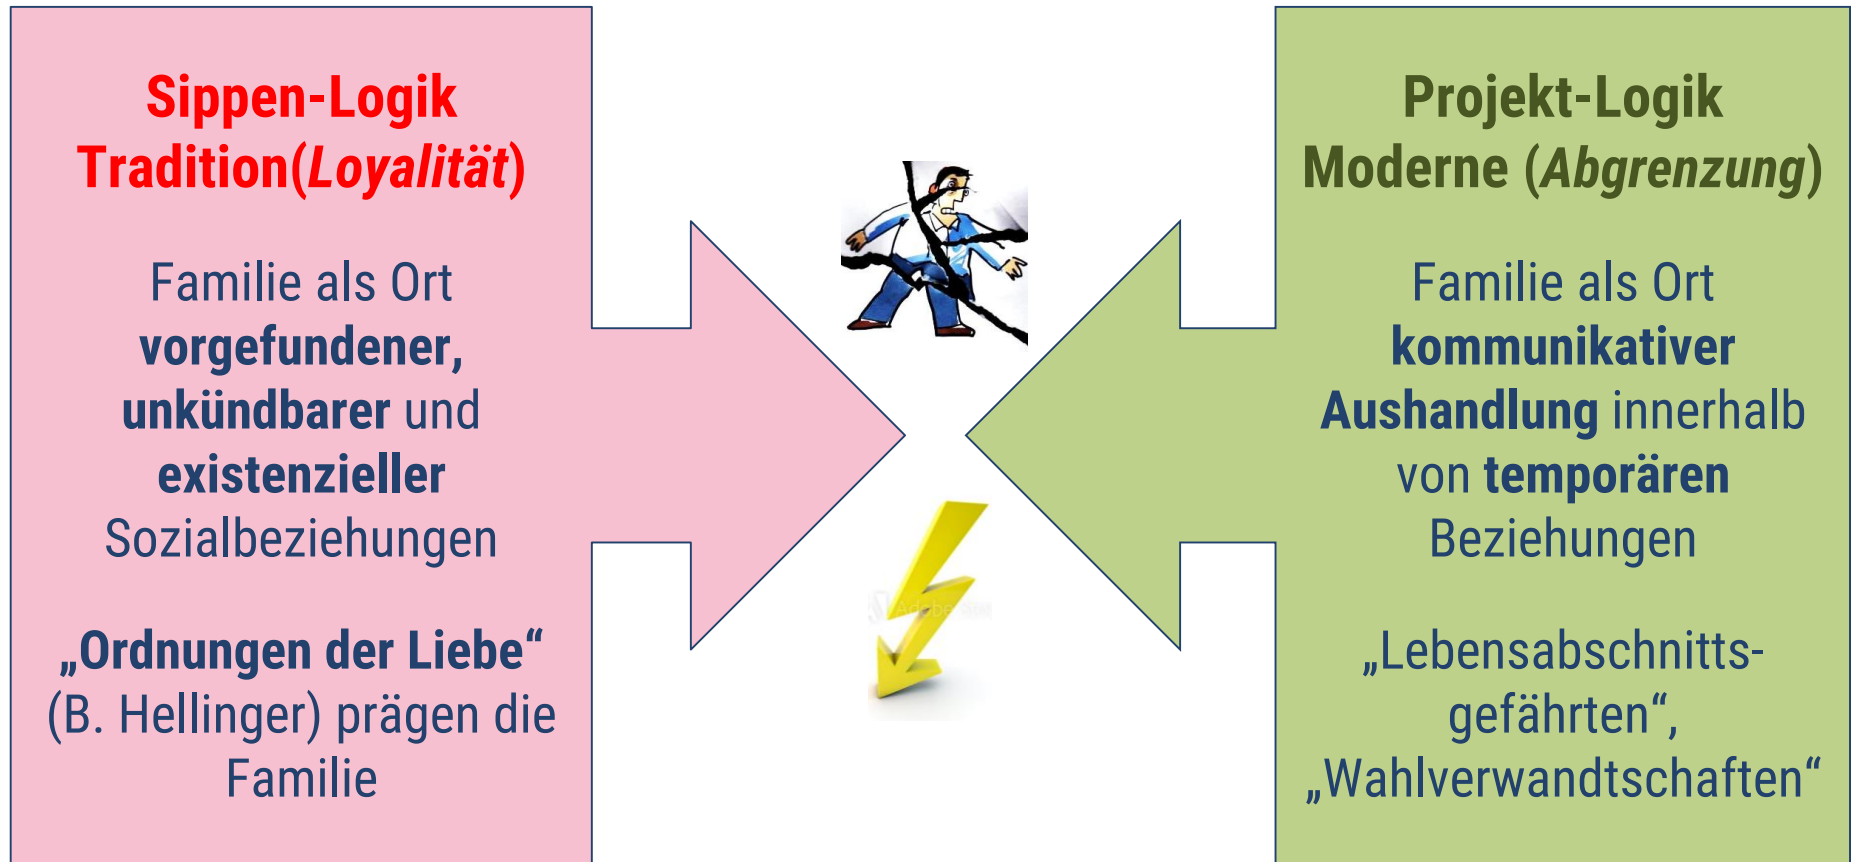 Sippen-Logik
Tradition(Loyalität)
Familie als Ort
vorgefundener,
unkündbarer und
existenzieller
Sozialbeziehungen
„Ordnungen der Liebe“
(B. Hellinger) prägen die
Familie
Projekt-Logik
Moderne (Abgrenzung)
Familie als Ort
kommunikativer
Aushandlung innerhalb
von temporären
Beziehungen
„Lebensabschnitts-
gefährten“,
„Wahlverwandtschaften“